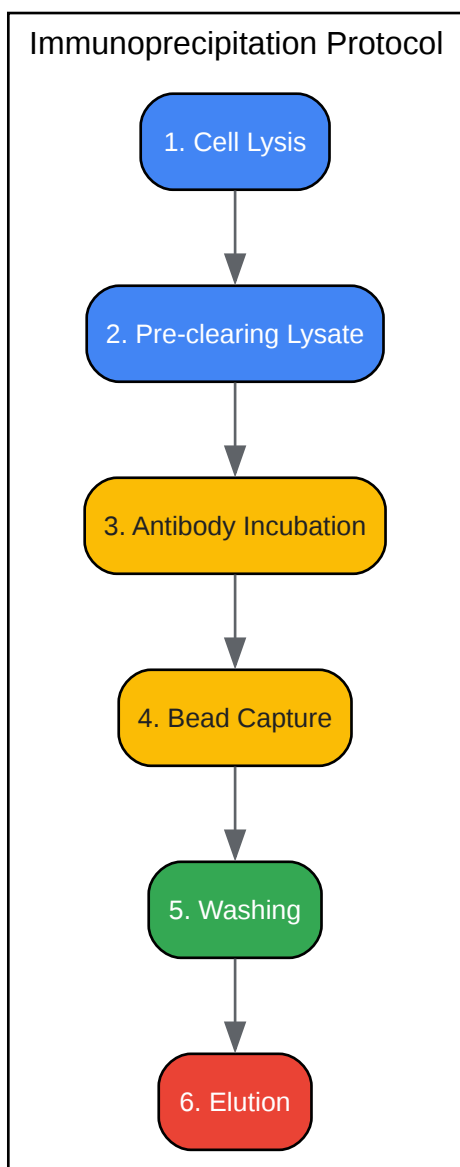 Immunoprecipitation Protocol
1. Cell Lysis
2. Pre-clearing Lysate
3. Antibody Incubation
4. Bead Capture
5. Washing
6. Elution